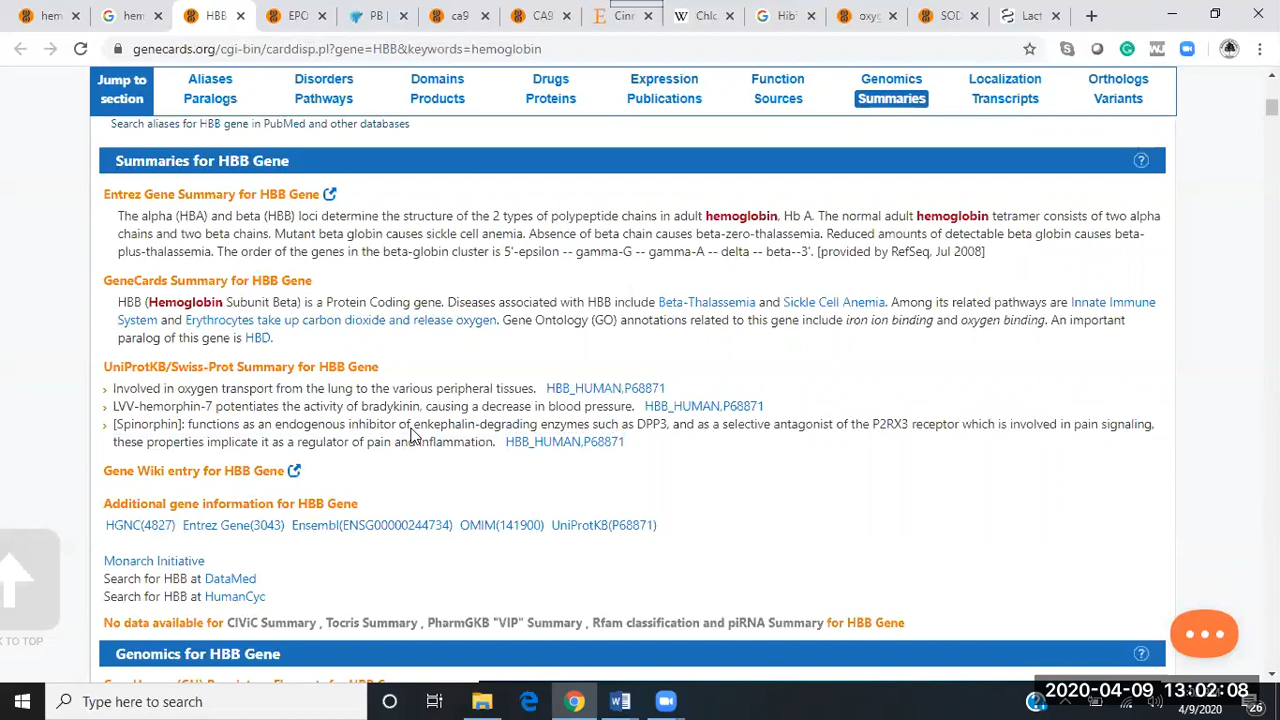 hem
hem
HBB
EPO
PB
ca9
CA9
Cinn
Chlo
Hib
oxyg
SOD
Lact
genecards.org/cgi-bin/carddisp.pl?gene=HBB&keywords=hemoglobin
Jump to section
Aliases Disorders Domains Drugs Expression Function Genomics Localization Orthologs
Paralogs Pathways Products Proteins Publications Sources Summaries Transcripts Variants
Search aliases for HBB gene in PubMed and other databases
Summaries for HBB Gene
Entrez Gene Summary for HBB Gene
The alpha (HBA) and beta (HBB) loci determine the structure of the 2 types of polypeptide chains in adult hemoglobin, Hb A. The normal adult hemoglobin tetramer consists of two alpha
chains and two beta chains. Mutant beta globin causes sickle cell anemia. Absence of beta chain causes beta-zero-thalassemia. Reduced amounts of detectable beta globin causes beta-
plus-thalassemia. The order of the genes in the beta-globin cluster is 5'-epsilon -- gamma-G -- gamma-A -- delta -- beta--3'. [provided by RefSeq, Jul 2008]
GeneCards Summary for HBB Gene
HBB (Hemoglobin Subunit Beta) is a Protein Coding gene. Diseases associated with HBB include Beta-Thalassemia and Sickle Cell Anemia. Among its related pathways are Innate Immune
System and Erythrocytes take up carbon dioxide and release oxygen. Gene Ontology (GO) annotations related to this gene include iron ion binding and oxygen binding. An important
paralog of this gene is HBD.
UniProtKB/Swiss-Prot Summary for HBB Gene
Involved in oxygen transport from the lung to the various peripheral tissues. HBB_HUMAN,P68871
LVV-hemorphin-7 potentiates the activity of bradykinin, causing a decrease in blood pressure. HBB_HUMAN,P68871
[Spinorphin]: functions as an endogenous inhibitor of enkephalin-degrading enzymes such as DPP3, and as a selective antagonist of the P2RX3 receptor which is involved in pain signaling,
these properties implicate it as a regulator of pain and inflammation. HBB_HUMAN,P68871
Gene Wiki entry for HBB Gene
Additional gene information for HBB Gene
HGNC(4827) Entrez Gene(3043) Ensembl(ENSG00000244734) OMIM(141900) UniProtKB(P68871)
Monarch Initiative
Search for HBB at DataMed
Search for HBB at HumanCyc
No data available for CIViC Summary , Tocris Summary , PharmGKB "VIP" Summary , Rfam classification and piRNA Summary for HBB Gene
K TO TOP
Genomics for HBB Gene
Type here to search
2020-04-09 13:02:08
4/9/2020
26